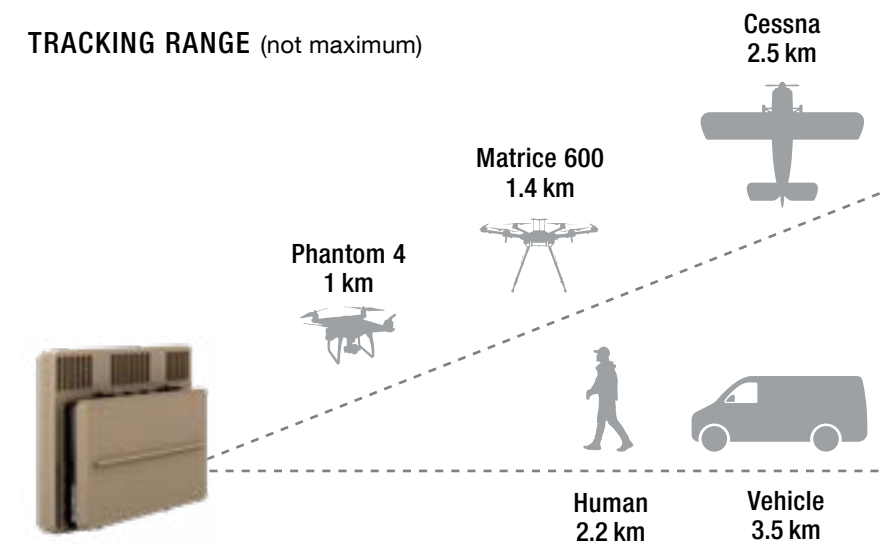 TRACKING RANGE (not maximum)
Cessna
2.5 km
Matrice 600
1.4 km
Phantom 4
1 km
Human
2.2 km
Vehicle
3.5 km